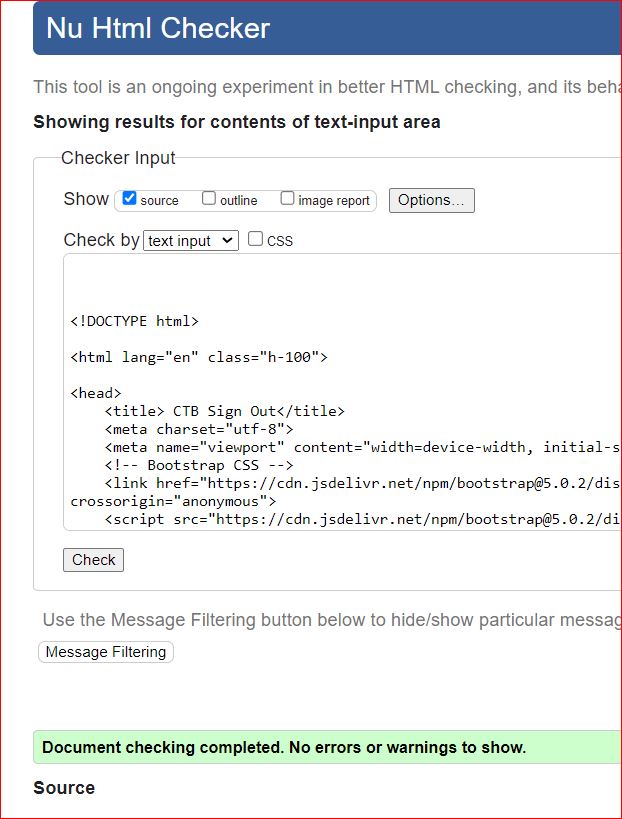 Nu Html Checker
This tool is an ongoing experiment in better HTML checking, and its beha
Showing results for contents of text-input area
Checker Input
Show source outline image report Options...
Check by text input CSS
<!DOCTYPE html>
<html lang="en" class="h-100">
<head>
<title> CTB Sign Out</title>
<meta charset="utf-8">
<meta name="viewport" content="width=device-width, initial-s
<!-- Bootstrap CSS -->
<link href="https://cdn.jsdelivr.net/npm/bootstrap@5.0.2/dis
crossorigin="anonymous">
<script src="https://cdn.jsdelivr.net/npm/bootstrap@5.0.2/di
Check
Use the Message Filtering button below to hide/show particular messag
Message Filtering
Document checking completed. No errors or warnings to show.
Source